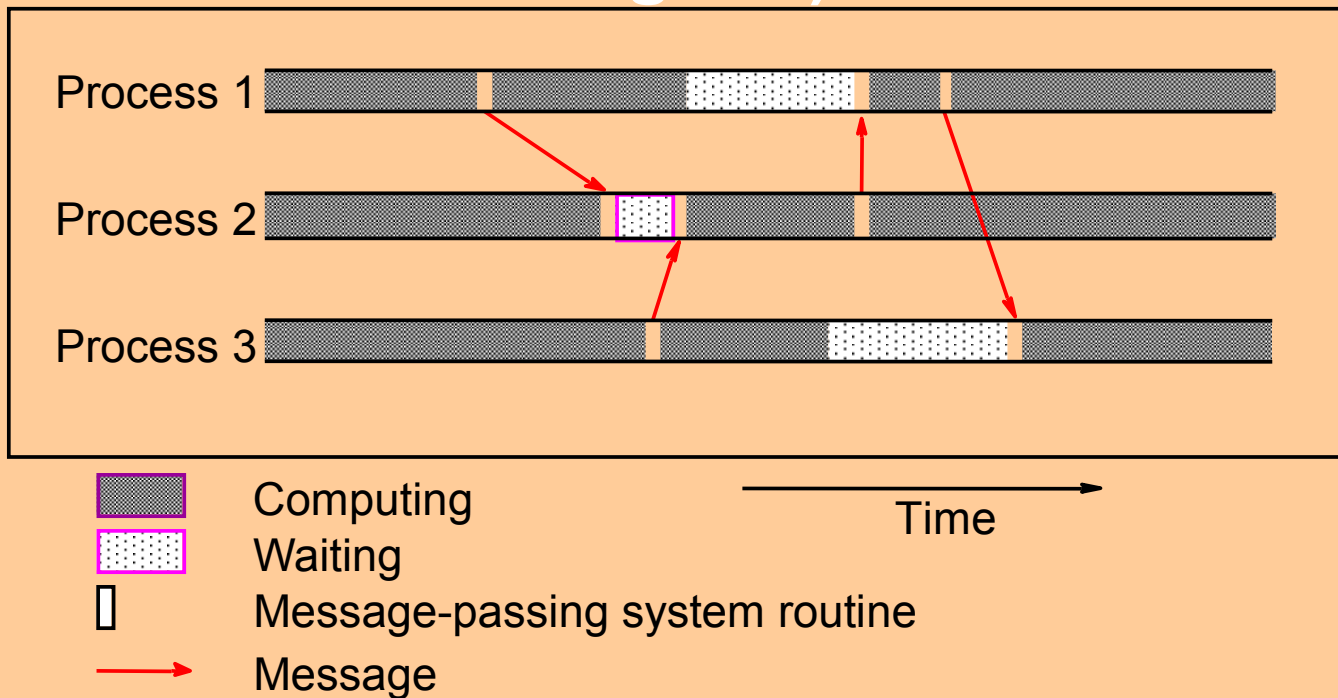 Process 1
Process 2
Process 3
Computing
Time
Waiting
Message-passing system routine
Message